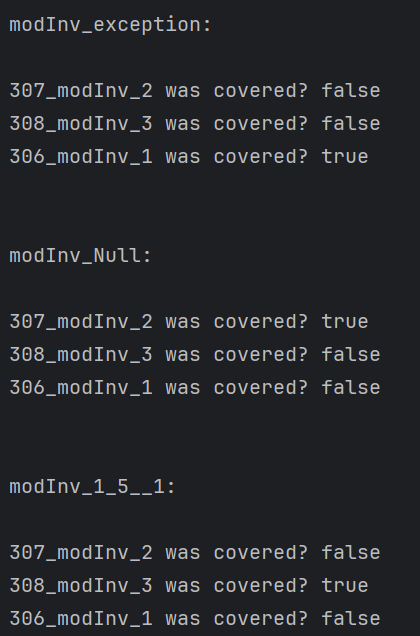 modInv_exception:
307_modInv_2 was covered? false
308_modInv_3 was covered? false
306_modInv_1 was covered? true
modInv_Null:
307_modInv_2 was covered? true
308_modInv_3 was covered? false
306_modInv_1 was covered? false
modInv_1_5__1:
307_modInv_2 was covered? false
308_modInv_3 was covered? true
306_modInv_1 was covered? false